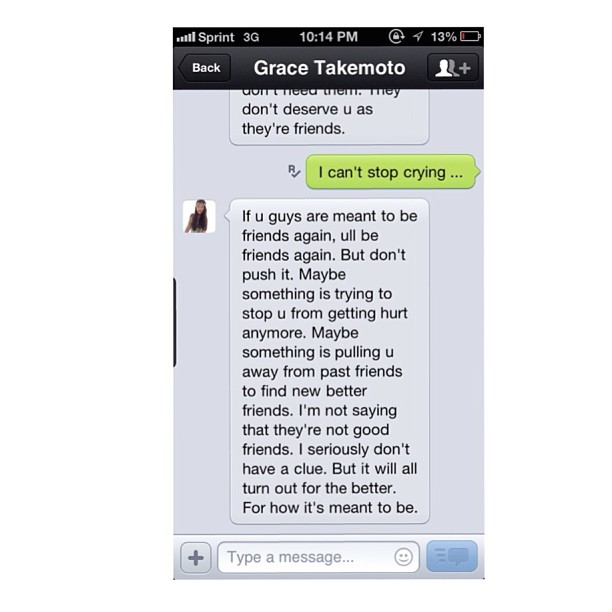 Sprint 3G 10:14 PM 13%
Back Grace Takemoto
don't need them. They
don't deserve u as
they're friends.
I can't stop crying ...
If u guys are meant to be
friends again, ull be
friends again. But don't
push it. Maybe
something is trying to
stop u from getting hurt
anymore. Maybe
something is pulling u
away from past friends
to find new better
friends. I'm not saying
that they're not good
friends. I seriously don't
have a clue. But it will all
turn out for the better.
For how it's meant to be.
Type a message...